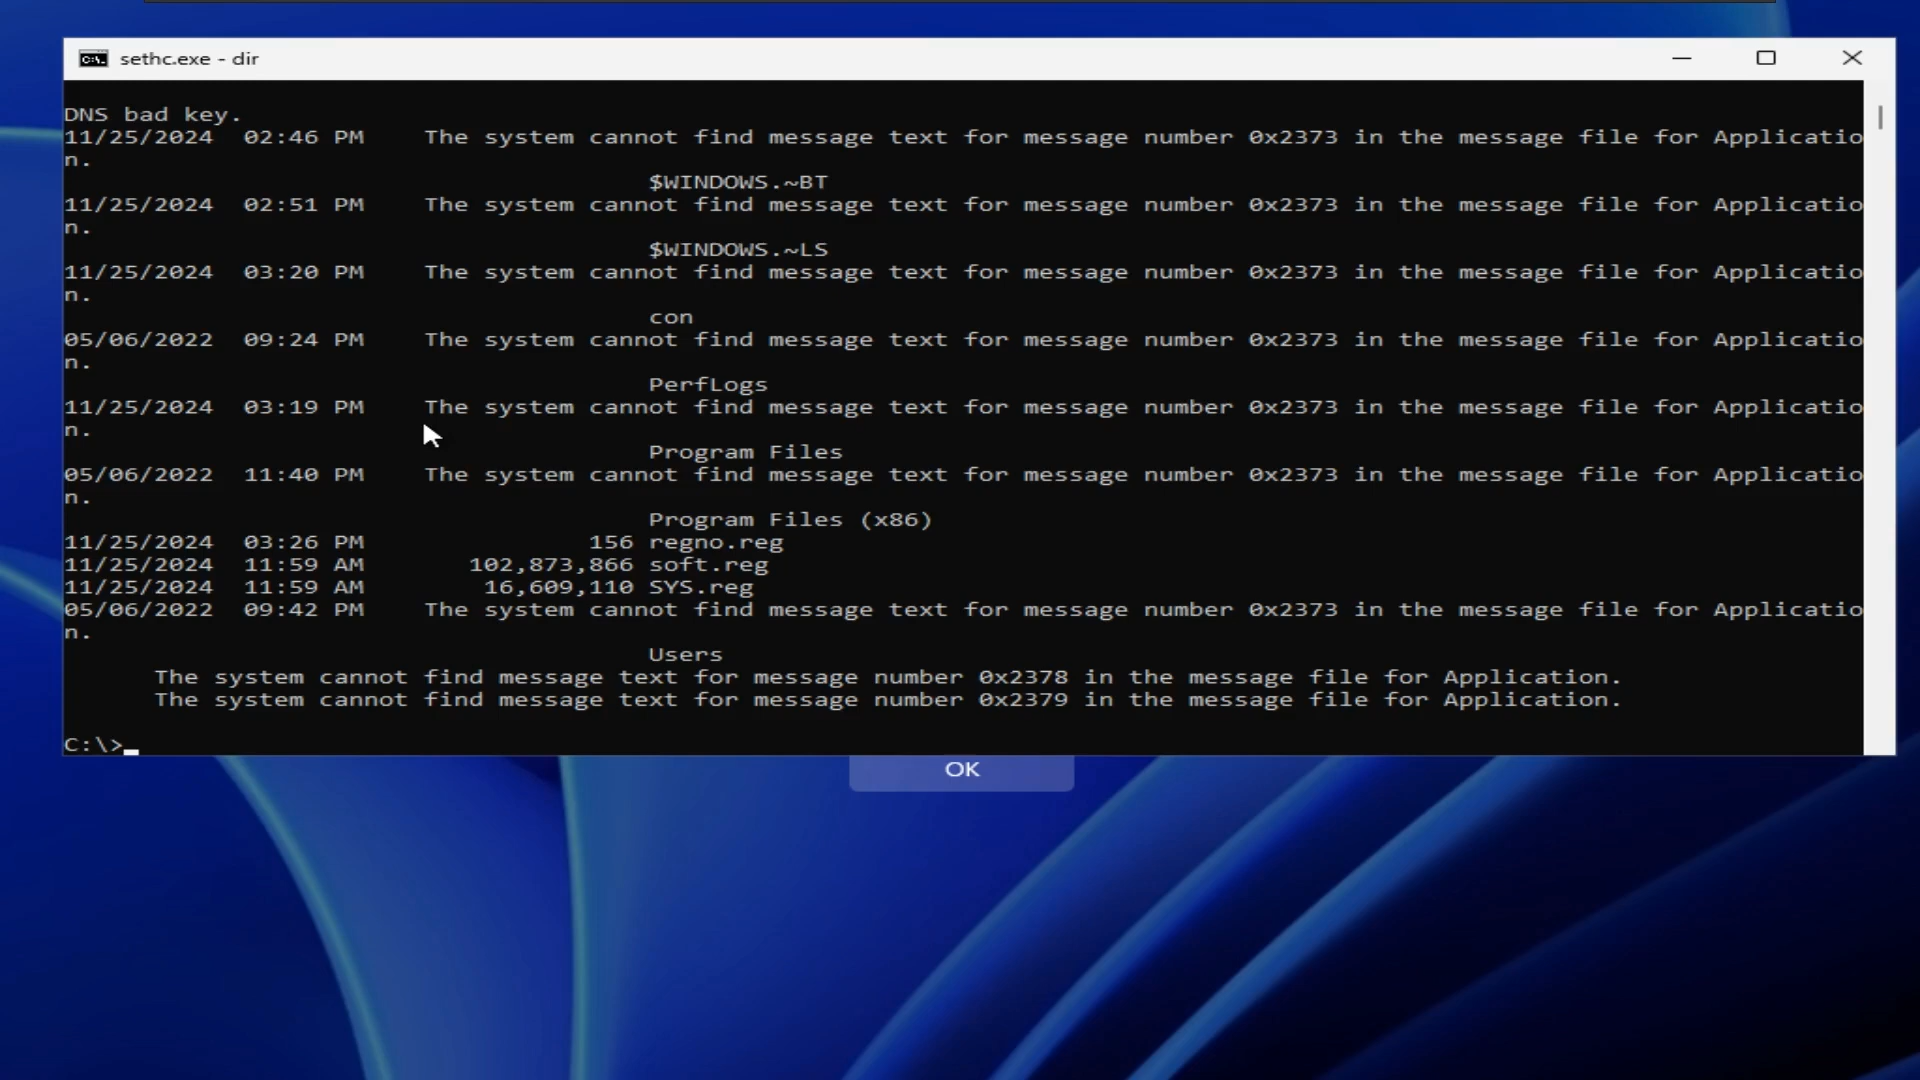 sethc.exe - dir
DNS bad key.
11/25/2024  02:46 PM    The system cannot find message text for message number 0x2373 in the message file for Applicatio
n.
$WINDOWS.~BT
11/25/2024  02:51 PM    The system cannot find message text for message number 0x2373 in the message file for Applicatio
n.
$WINDOWS.~LS
11/25/2024  03:20 PM    The system cannot find message text for message number 0x2373 in the message file for Applicatio
n.
con
05/06/2022  09:24 PM    The system cannot find message text for message number 0x2373 in the message file for Applicatio
n.
PerfLogs
11/25/2024  03:19 PM    The system cannot find message text for message number 0x2373 in the message file for Applicatio
n.
Program Files
05/06/2022  11:40 PM    The system cannot find message text for message number 0x2373 in the message file for Applicatio
n.
Program Files (x86)
11/25/2024  03:26 PM               156 regno.reg
11/25/2024  11:59 AM       102,873,866 soft.reg
11/25/2024  11:59 AM        16,609,110 SYS.reg
05/06/2022  09:42 PM    The system cannot find message text for message number 0x2373 in the message file for Applicatio
n.
Users
The system cannot find message text for message number 0x2378 in the message file for Application.
The system cannot find message text for message number 0x2379 in the message file for Application.
C:\>
OK